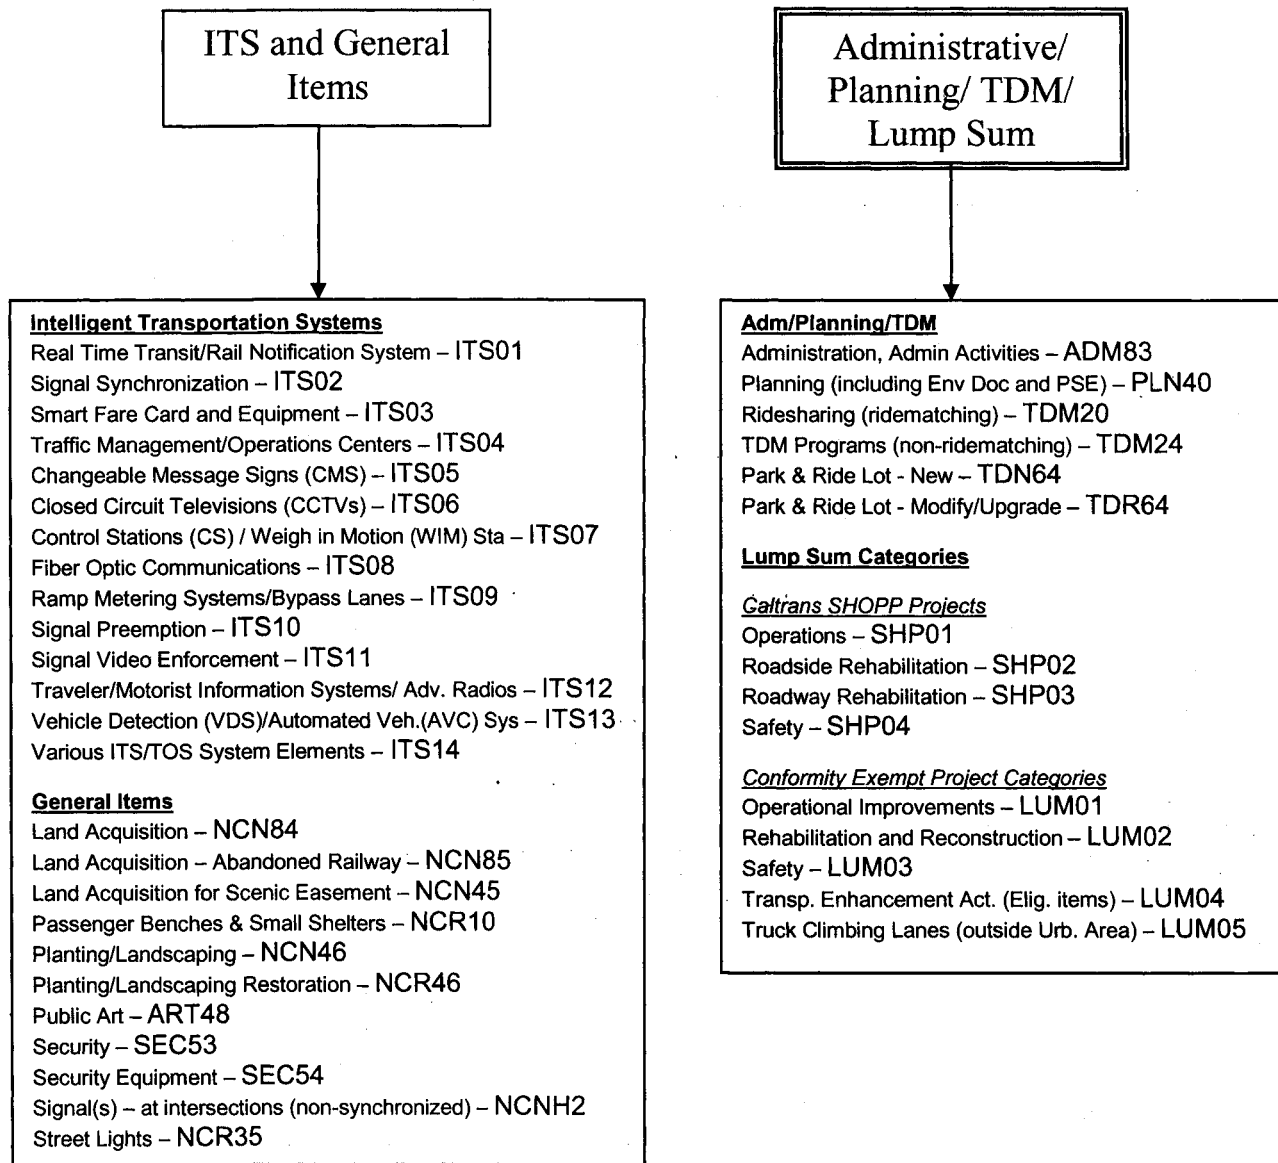 ITS and General
Items
Intelligent Transportation Systems
Real Time Transit/Rail Notification System – ITS01
Signal Synchronization – ITS02
Smart Fare Card and Equipment – ITS03
Traffic Management/Operations Centers – ITS04
Changeable Message Signs (CMS) – ITS05
Closed Circuit Televisions (CCTVs) – ITS06
Control Stations (CS) / Weigh in Motion (WIM) Sta – ITS07
Fiber Optic Communications – ITS08
Ramp Metering Systems/Bypass Lanes – ITS09
Signal Preemption – ITS10
Signal Video Enforcement – ITS11
Traveler/Motorist Information Systems/ Adv. Radios – ITS12
Vehicle Detection (VDS)/Automated Veh.(AVC) Sys – ITS13
Various ITS/TOS System Elements – ITS14
General Items
Land Acquisition – NCN84
Land Acquisition – Abandoned Railway – NCN85
Land Acquisition for Scenic Easement – NCN45
Passenger Benches & Small Shelters – NCR10
Planting/Landscaping – NCN46
Planting/Landscaping Restoration – NCR46
Public Art – ART48
Security – SEC53
Security Equipment – SEC54
Signal(s) – at intersections (non-synchronized) – NCNH2
Street Lights – NCR35
Administrative/
Planning/ TDM/
Lump Sum
Adm/Planning/TDM
Administration, Admin Activities – ADM83
Planning (including Env Doc and PSE) – PLN40
Ridesharing (ridematching) – TDM20
TDM Programs (non-ridematching) – TDM24
Park & Ride Lot - New – TDN64
Park & Ride Lot - Modify/Upgrade – TDR64
Lump Sum Categories
Caltrans SHOPP Projects
Operations – SHP01
Roadside Rehabilitation – SHP02
Roadway Rehabilitation – SHP03
Safety – SHP04
Conformity Exempt Project Categories
Operational Improvements – LUM01
Rehabilitation and Reconstruction – LUM02
Safety – LUM03
Transp. Enhancement Act. (Elig. items) – LUM04
Truck Climbing Lanes (outside Urb. Area) – LUM05